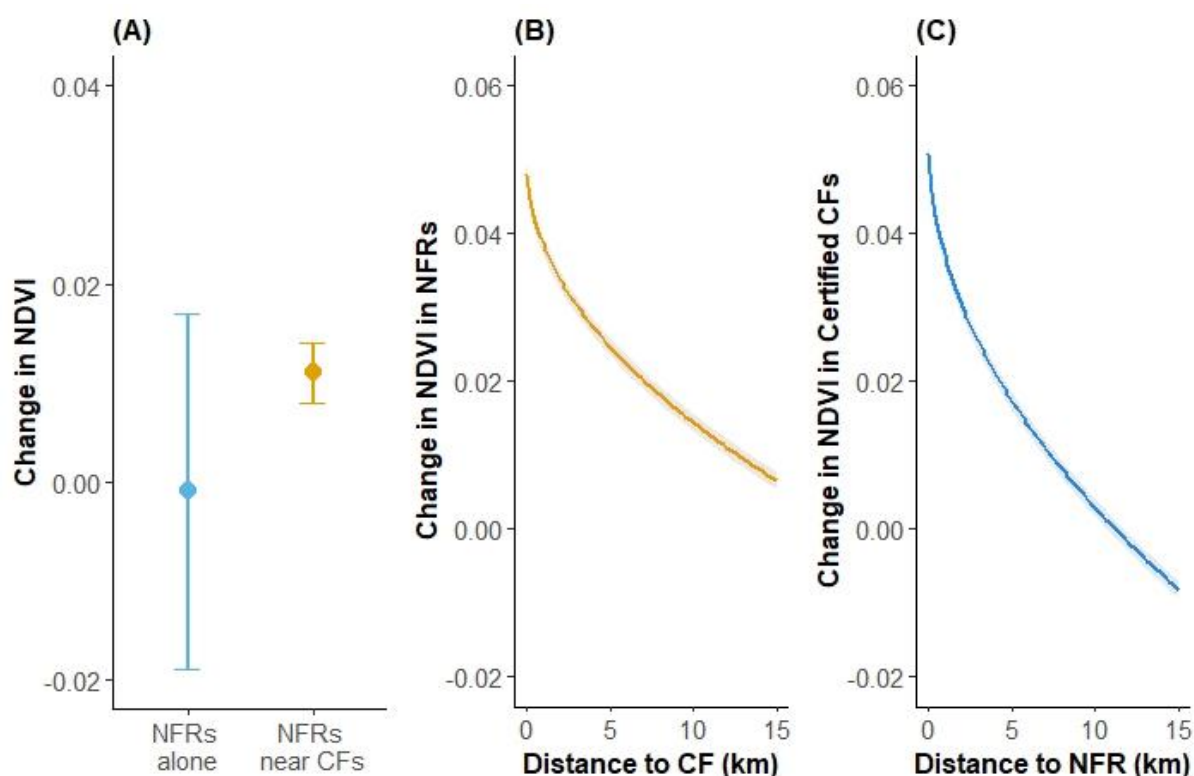 (A)
Change in NDVI
0.04
0.02
0.00
-0.02
NFRs
alone
NFRs
near CFs
(B)
Change in NDVI in NFRs
0.06
0.04
0.02
0.00
-0.02
0
5
10
15
Distance to CF (km)
(C)
Change in NDVI in Certified CFs
0.06
0.04
0.02
0.00
-0.02
0
5
10
15
Distance to NFR (km)